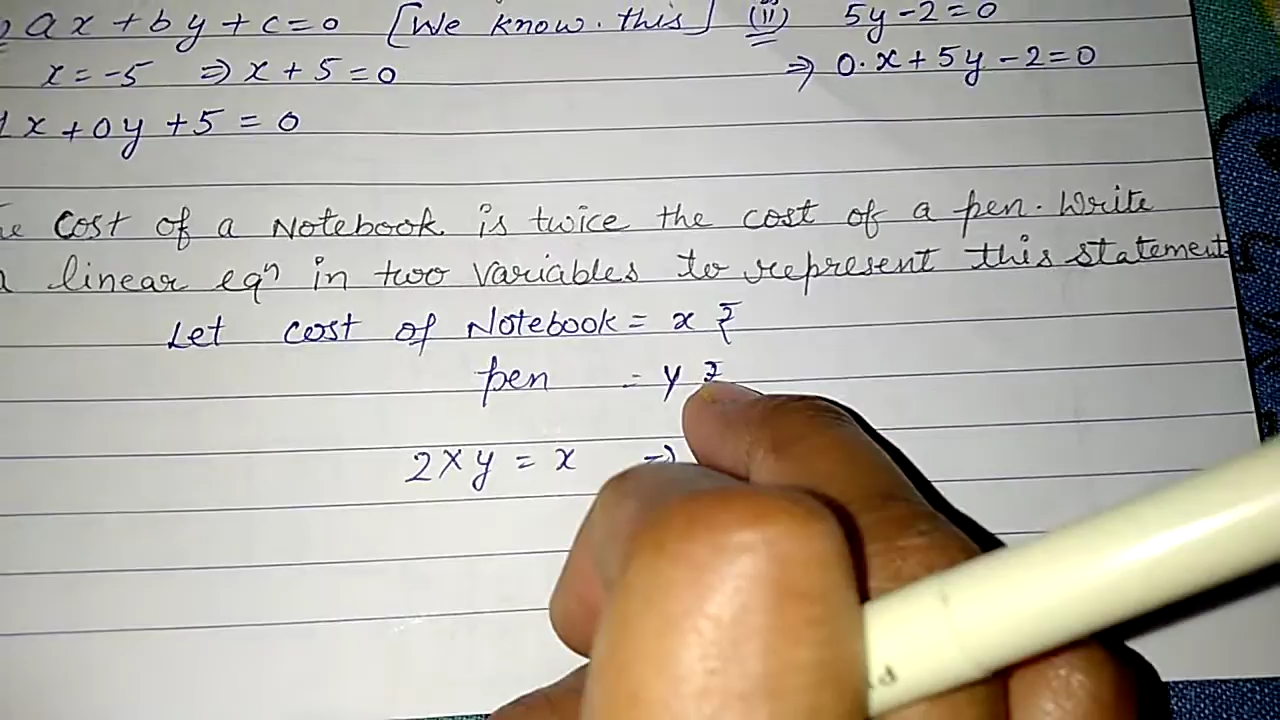 ax + by + c = 0 [We know this] (ii) 5y - 2 = 0
x = -5 ⇒ x + 5 = 0 ⇒ 0·x + 5y - 2 = 0
1x + 0y + 5 = 0
cost of a Notebook is twice the cost of a pen. Write
linear eqⁿ in two variables to represent this statement
Let cost of Notebook = x ₹
pen = y ₹
2 × y = x ⇒